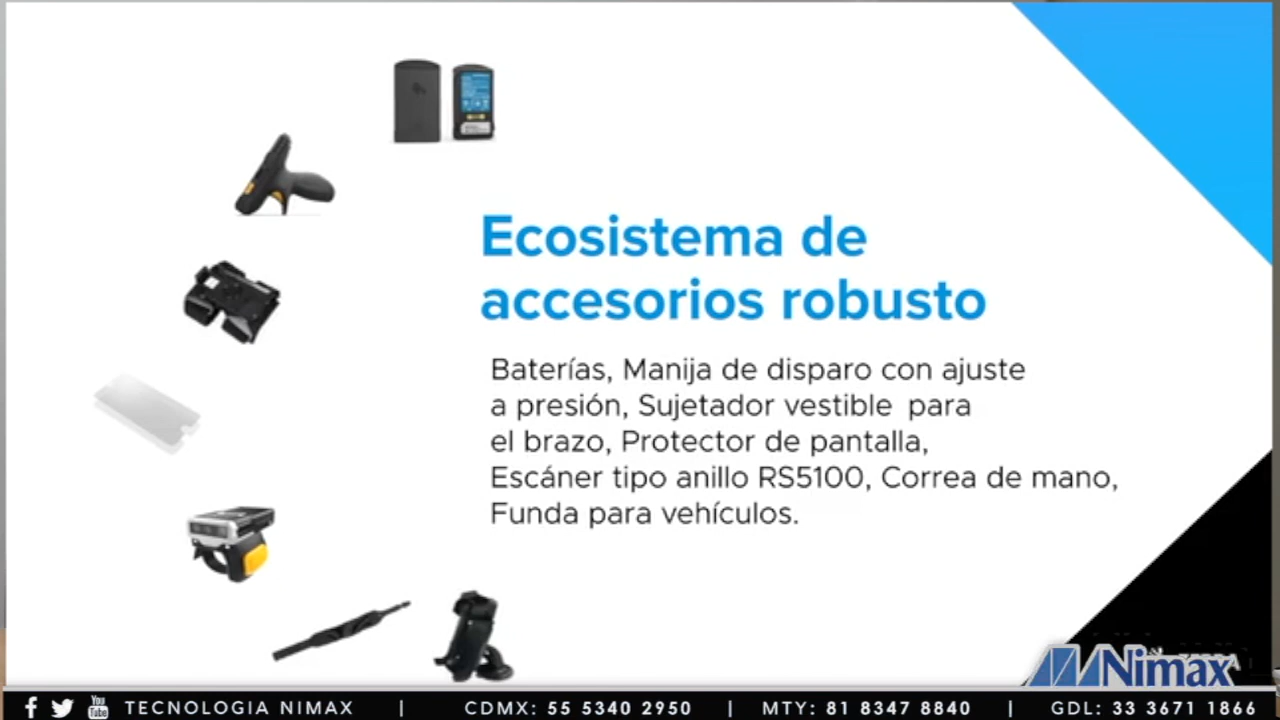 Ecosistema de
accesorios robusto
Baterías, Manija de disparo con ajuste
a presión, Sujetador vestible para
el brazo, Protector de pantalla,
Escáner tipo anillo RS5100, Correa de mano,
Funda para vehículos.
Nimax
You
Tube
TECNOLOGIA NIMAX | CDMX: 55 5340 2950 | MTY: 81 8347 8840 | GDL: 33 3671 1866